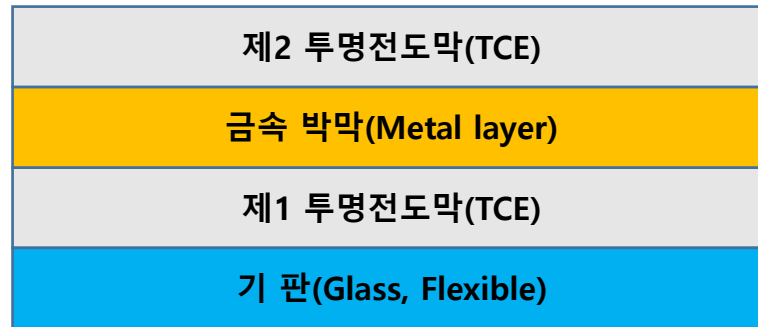 제2 투명전도막(TCE)
금속 박막(Metal layer)
제1 투명전도막(TCE)
기 판(Glass, Flexible)